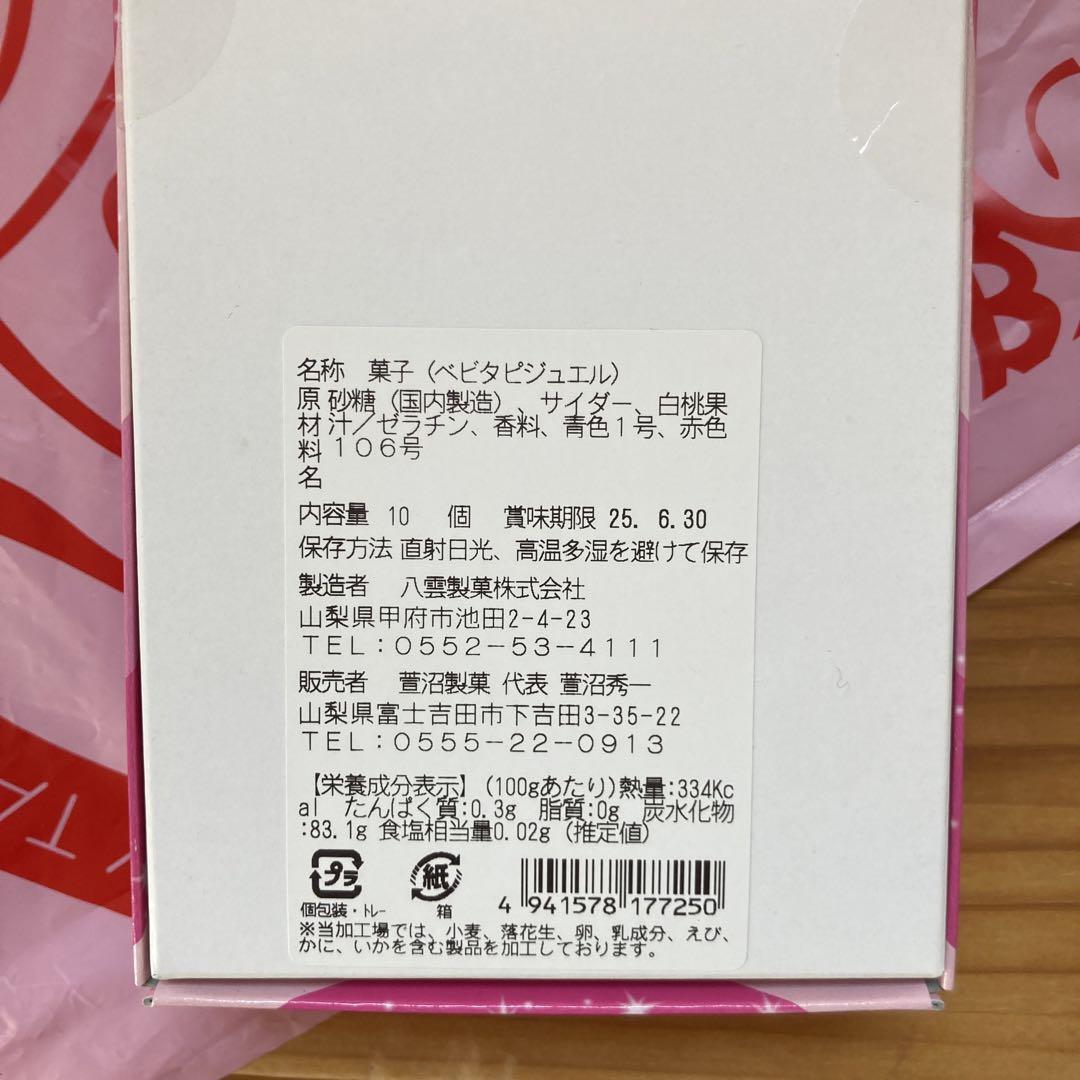 名称　菓子（ベビタピジュエル）
原 砂糖（国内製造）、サイダー、白桃果
材 汁／ゼラチン、香料、青色１号、赤色
料 １０６号
名
内容量 10 個 賞味期限 25. 6.30
保存方法 直射日光、高温多湿を避けて保存
製造者　八雲製菓株式会社
山梨県甲府市池田2-4-23
ＴＥＬ：０５５２－５３－４１１１
販売者　萱沼製菓 代表 萱沼秀一
山梨県富士吉田市下吉田3-35-22
ＴＥＬ：０５５５－２２－０９１３
【栄養成分表示】（100gあたり）熱量:334Kc
al　たんぱく質:0.3g　脂質:0g　炭水化物
:83.1g 食塩相当量0.02g（推定値）
プラ
紙
個包装・トレー
箱
4 941578 177250
※当加工場では、小麦、落花生、卵、乳成分、えび、
かに、いかを含む製品を加工しております。